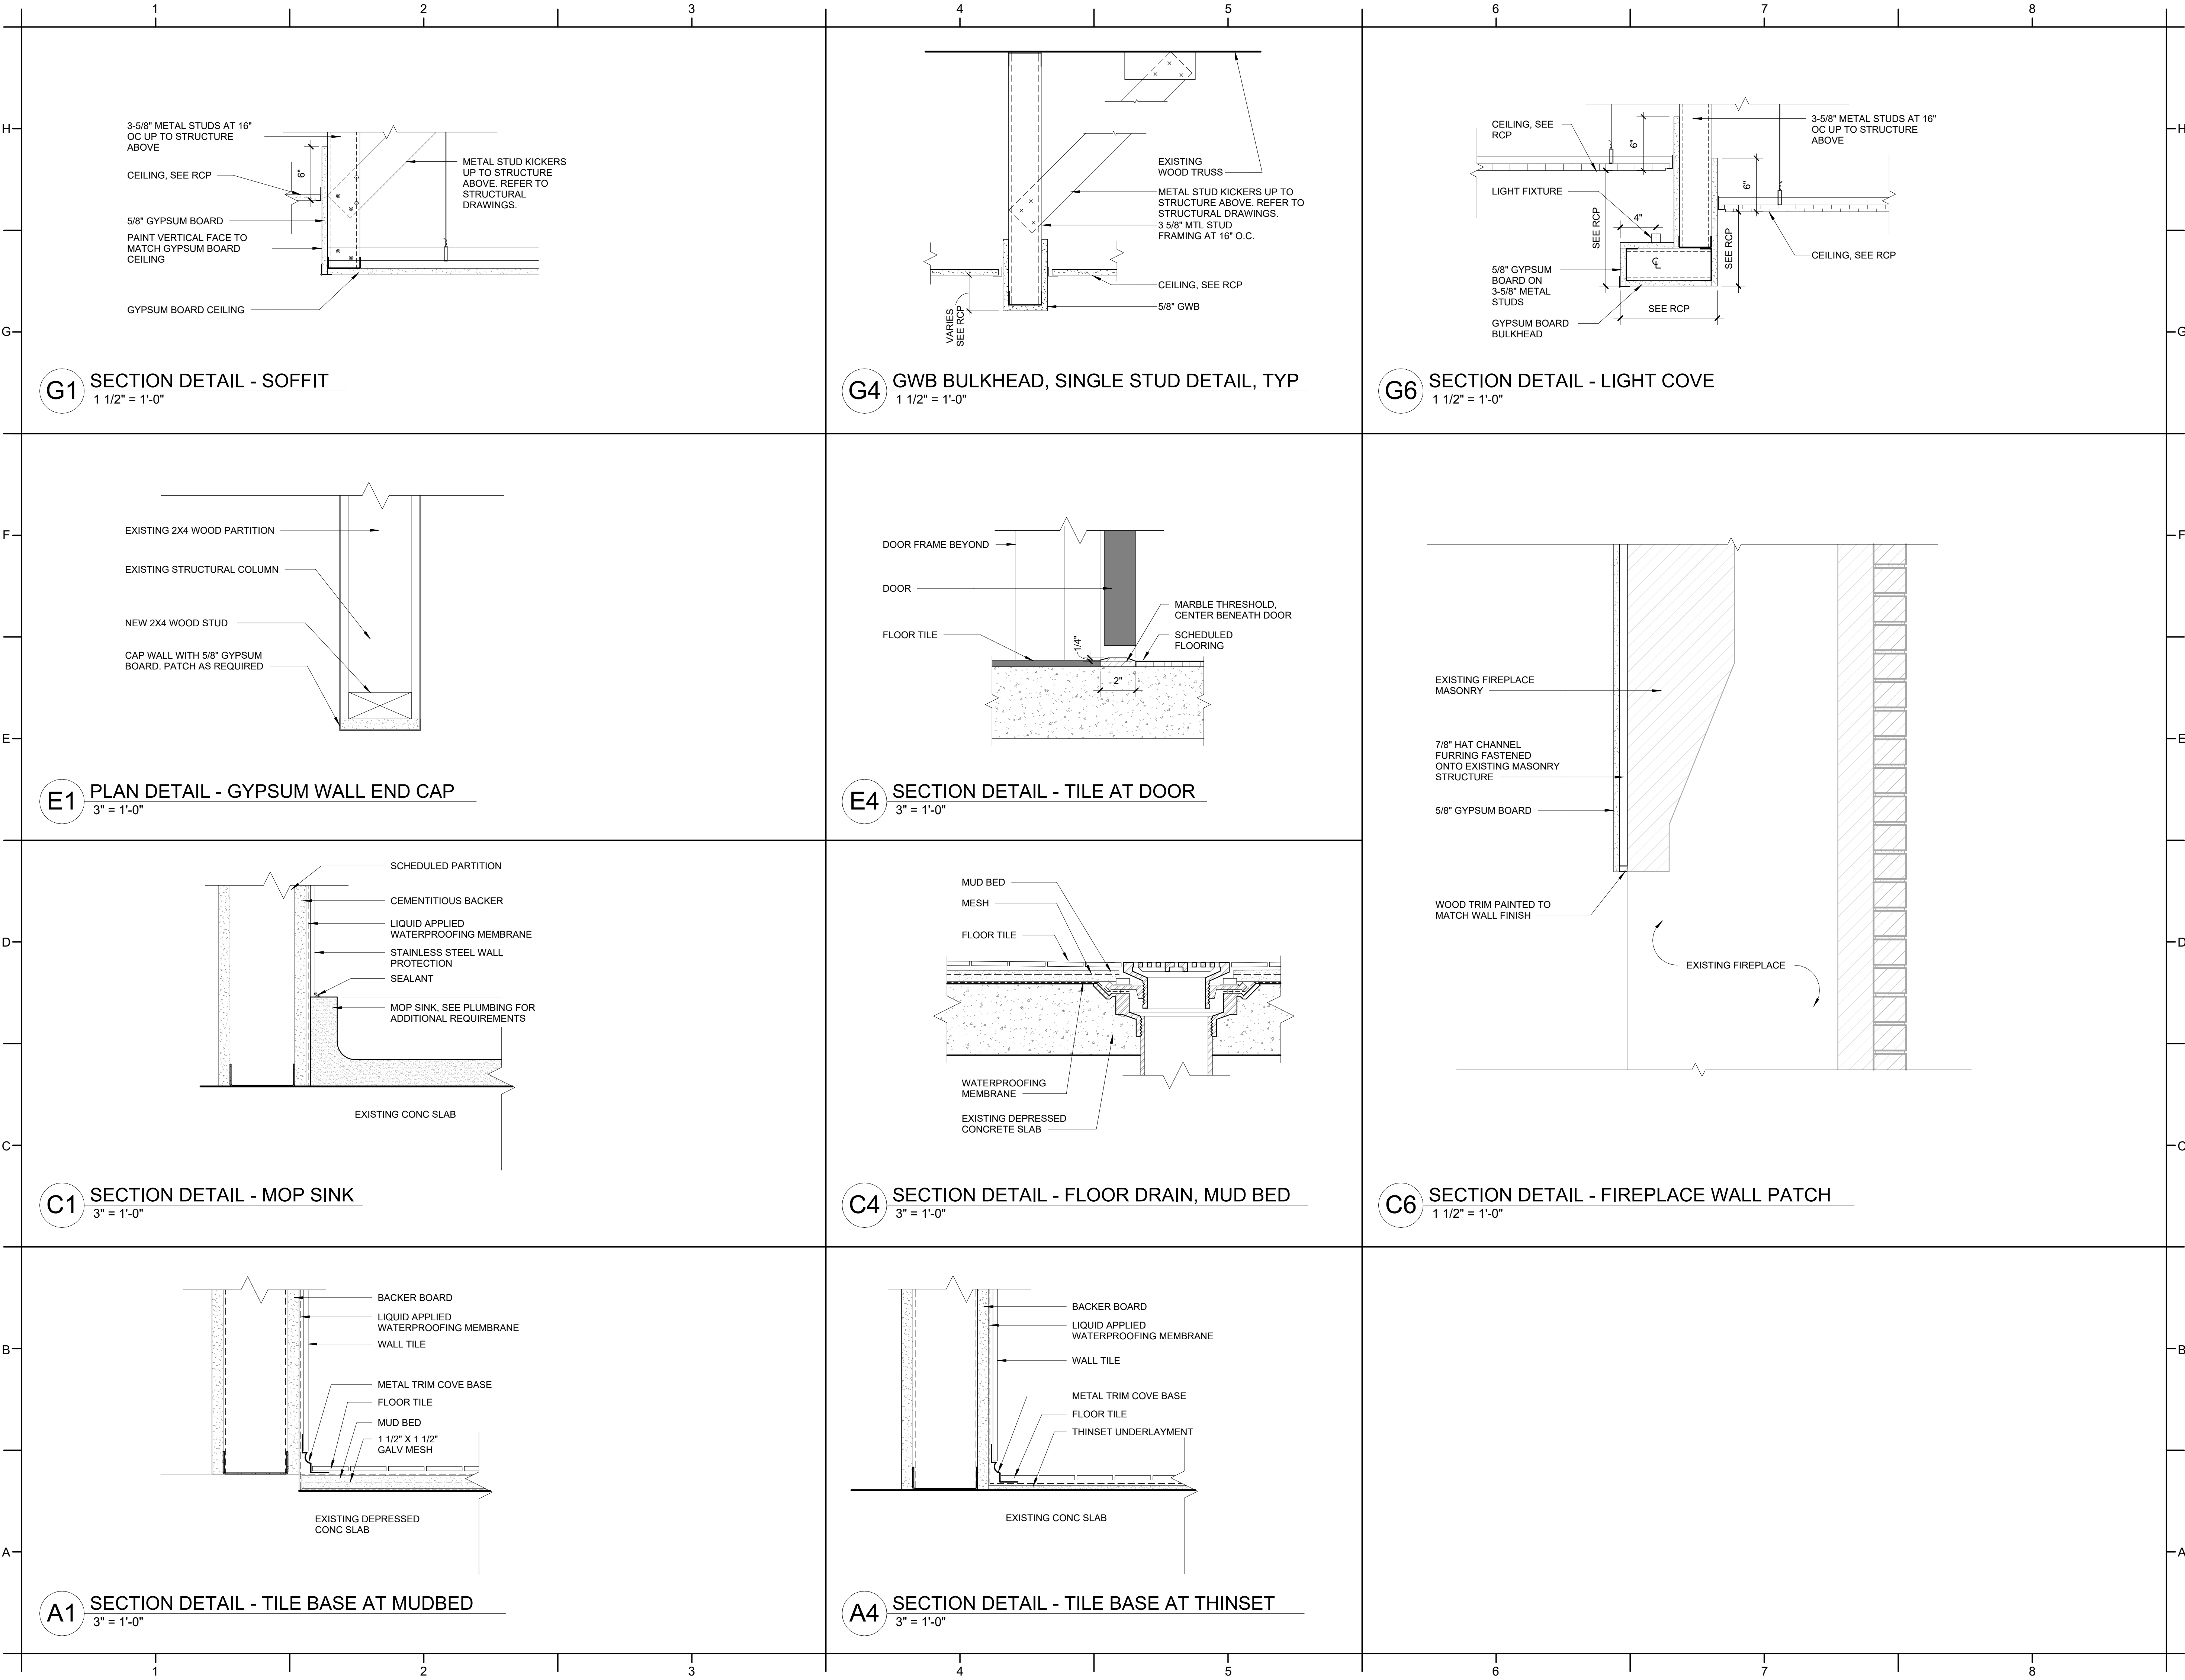 1
2
3
4
5
6
7
8
H
G
F
E
D
C
B
A
3-5/8" METAL STUDS AT 16"
OC UP TO STRUCTURE
ABOVE
CEILING, SEE RCP
5/8" GYPSUM BOARD
PAINT VERTICAL FACE TO
MATCH GYPSUM BOARD
CEILING
GYPSUM BOARD CEILING
6"
METAL STUD KICKERS
UP TO STRUCTURE
ABOVE. REFER TO
STRUCTURAL
DRAWINGS.
G1
SECTION DETAIL - SOFFIT
1 1/2" = 1'-0"
EXISTING
WOOD TRUSS
METAL STUD KICKERS UP TO
STRUCTURE ABOVE. REFER TO
STRUCTURAL DRAWINGS.
3 5/8" MTL STUD
FRAMING AT 16" O.C.
CEILING, SEE RCP
5/8" GWB
VARIES
SEE RCP
G4
GWB BULKHEAD, SINGLE STUD DETAIL, TYP
1 1/2" = 1'-0"
CEILING, SEE
RCP
LIGHT FIXTURE
5/8" GYPSUM
BOARD ON
3-5/8" METAL
STUDS
GYPSUM BOARD
BULKHEAD
6"
4"
SEE RCP
CL
6"
SEE RCP
SEE RCP
3-5/8" METAL STUDS AT 16"
OC UP TO STRUCTURE
ABOVE
CEILING, SEE RCP
G6
SECTION DETAIL - LIGHT COVE
1 1/2" = 1'-0"
EXISTING 2X4 WOOD PARTITION
EXISTING STRUCTURAL COLUMN
NEW 2X4 WOOD STUD
CAP WALL WITH 5/8" GYPSUM
BOARD. PATCH AS REQUIRED
E1
PLAN DETAIL - GYPSUM WALL END CAP
3" = 1'-0"
DOOR FRAME BEYOND
DOOR
FLOOR TILE
1/4"
2"
MARBLE THRESHOLD,
CENTER BENEATH DOOR
SCHEDULED
FLOORING
E4
SECTION DETAIL - TILE AT DOOR
3" = 1'-0"
EXISTING FIREPLACE
MASONRY
7/8" HAT CHANNEL
FURRING FASTENED
ONTO EXISTING MASONRY
STRUCTURE
5/8" GYPSUM BOARD
WOOD TRIM PAINTED TO
MATCH WALL FINISH
EXISTING FIREPLACE
C6
SECTION DETAIL - FIREPLACE WALL PATCH
1 1/2" = 1'-0"
SCHEDULED PARTITION
CEMENTITIOUS BACKER
LIQUID APPLIED
WATERPROOFING MEMBRANE
STAINLESS STEEL WALL
PROTECTION
SEALANT
MOP SINK, SEE PLUMBING FOR
ADDITIONAL REQUIREMENTS
EXISTING CONC SLAB
C1
SECTION DETAIL - MOP SINK
3" = 1'-0"
MUD BED
MESH
FLOOR TILE
WATERPROOFING
MEMBRANE
EXISTING DEPRESSED
CONCRETE SLAB
C4
SECTION DETAIL - FLOOR DRAIN, MUD BED
3" = 1'-0"
BACKER BOARD
LIQUID APPLIED
WATERPROOFING MEMBRANE
WALL TILE
METAL TRIM COVE BASE
FLOOR TILE
MUD BED
1 1/2" X 1 1/2"
GALV MESH
EXISTING DEPRESSED
CONC SLAB
A1
SECTION DETAIL - TILE BASE AT MUDBED
3" = 1'-0"
BACKER BOARD
LIQUID APPLIED
WATERPROOFING MEMBRANE
WALL TILE
METAL TRIM COVE BASE
FLOOR TILE
THINSET UNDERLAYMENT
EXISTING CONC SLAB
A4
SECTION DETAIL - TILE BASE AT THINSET
3" = 1'-0"
H
G
F
E
D
C
B
A
1
2
3
4
5
6
7
8